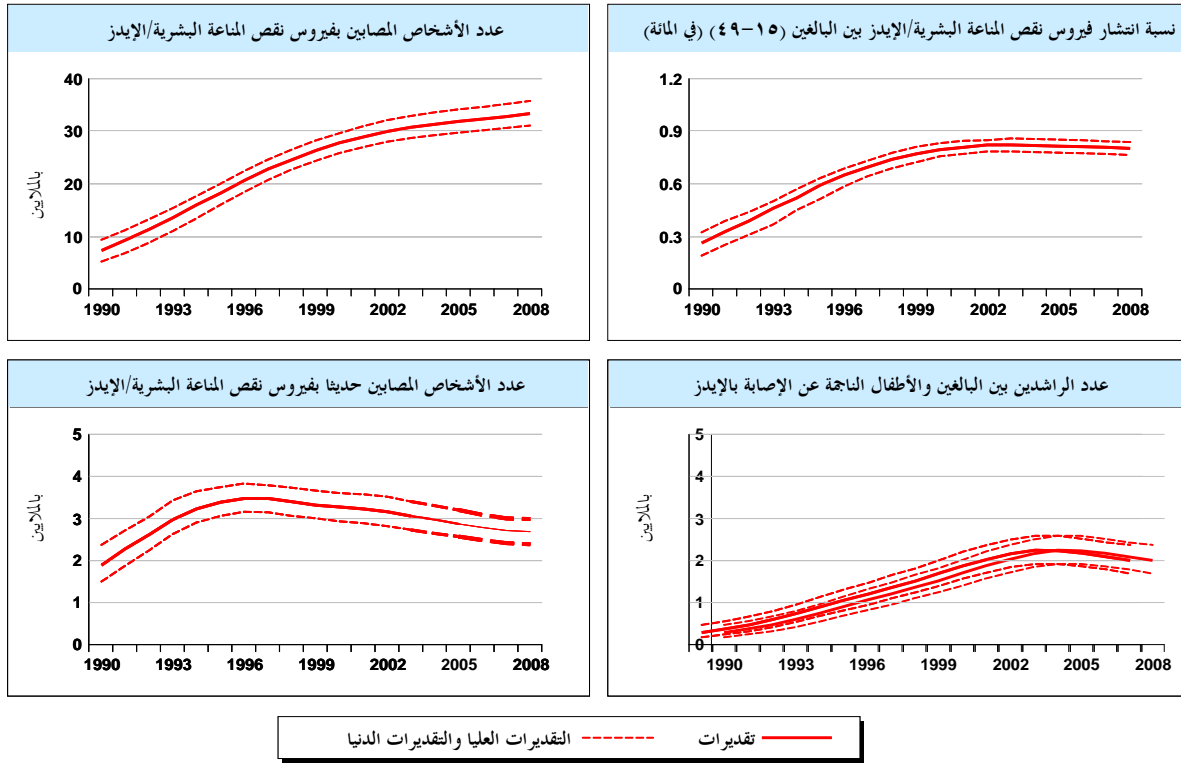 عدد الأشخاص المصابين بفيروس نقص المناعة البشرية/الإيدز
40
30
20
10
0
بالملايين
1990 1993 1996 1999 2002 2005 2008
نسبة انتشار فيروس نقص المناعة البشرية/الإيدز بين البالغين (١٥-٤٩) (في المائة)
1.2
0.9
0.6
0.3
0
1990 1993 1996 1999 2002 2005 2008
عدد الأشخاص المصابين حديثا بفيروس نقص المناعة البشرية/الإيدز
5
4
3
2
1
0
بالملايين
1990 1993 1996 1999 2002 2005 2008
عدد الراشدين بين البالغين والأطفال الناجمة عن الإصابة بالإيدز
5
4
3
2
1
0
بالملايين
1990 1993 1996 1999 2002 2005 2008
تقديرات التقديرات العليا والتقديرات الدنيا